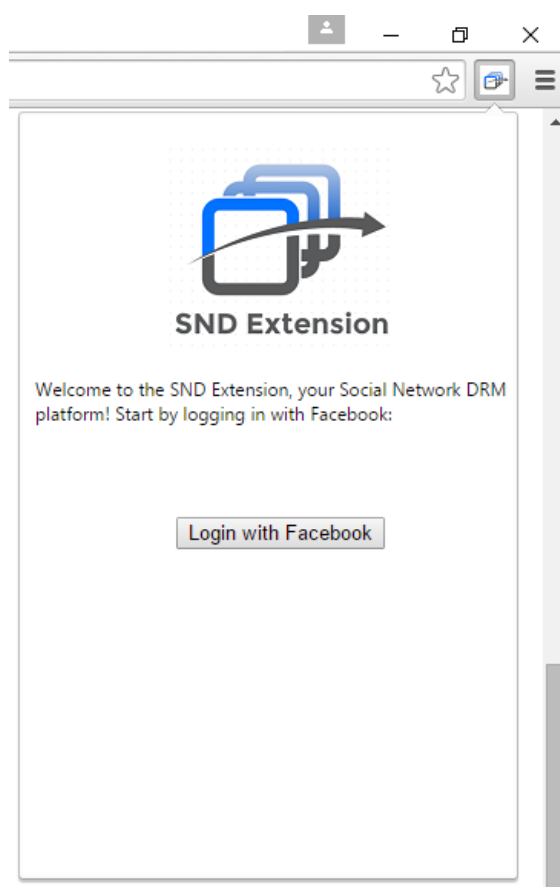 SND Extension
Welcome to the SND Extension, your Social Network DRM
platform! Start by logging in with Facebook:
Login with Facebook